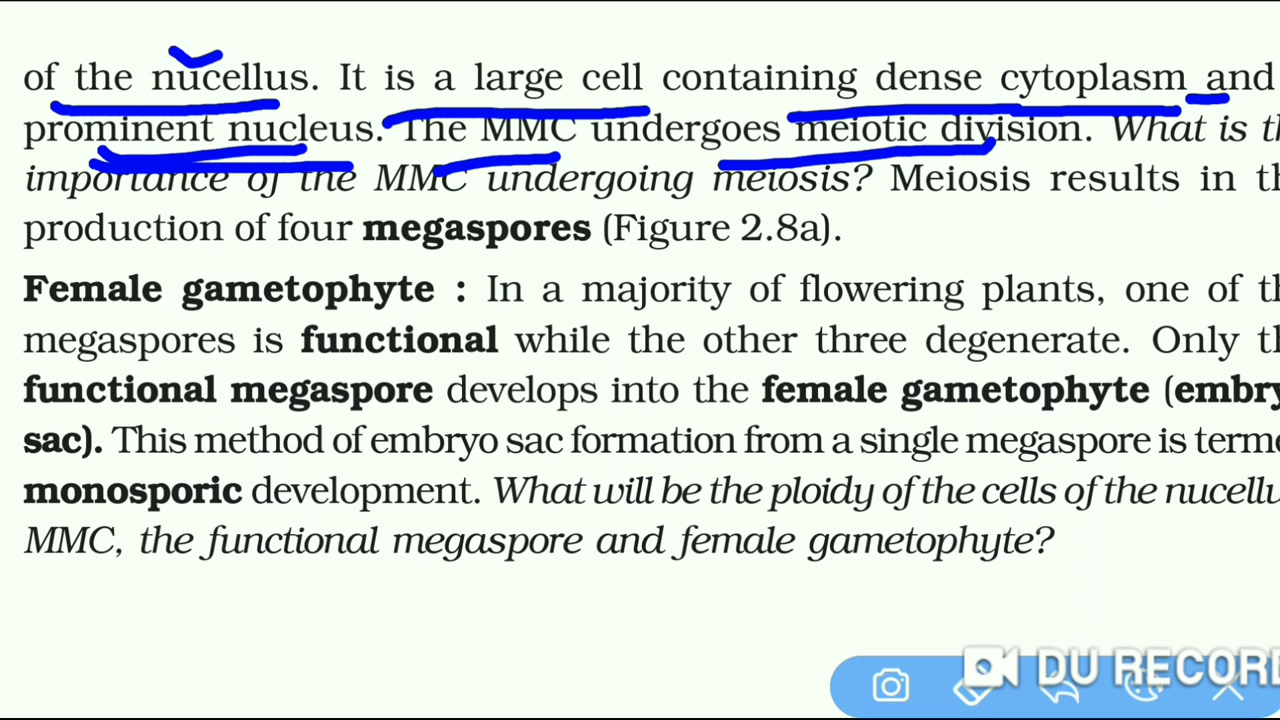 of the nucellus. It is a large cell containing dense cytoplasm and
prominent nucleus. The MMC undergoes meiotic division. What is th
importance of the MMC undergoing meiosis? Meiosis results in th
production of four megaspores (Figure 2.8a).
Female gametophyte : In a majority of flowering plants, one of th
megaspores is functional while the other three degenerate. Only th
functional megaspore develops into the female gametophyte (embry
sac). This method of embryo sac formation from a single megaspore is terme
monosporic development. What will be the ploidy of the cells of the nucellu
MMC, the functional megaspore and female gametophyte?
DU RECORDE